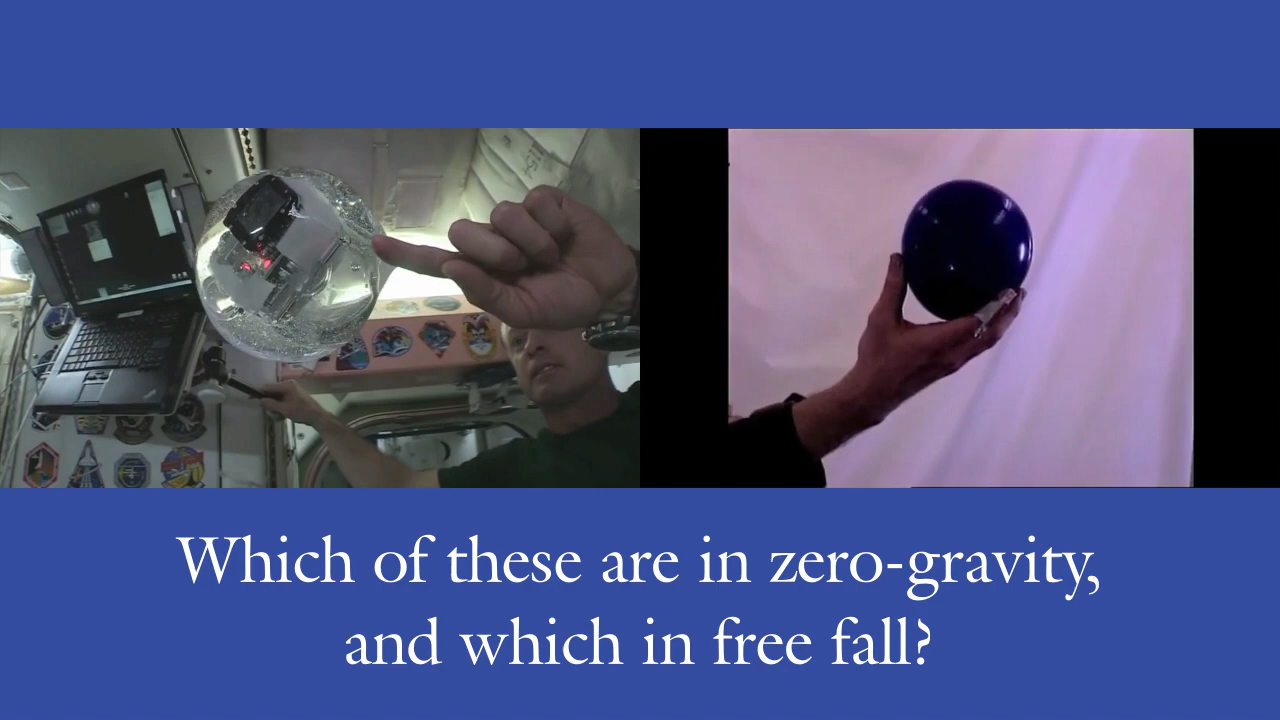 Which of these are in zero-gravity,
and which in free fall?